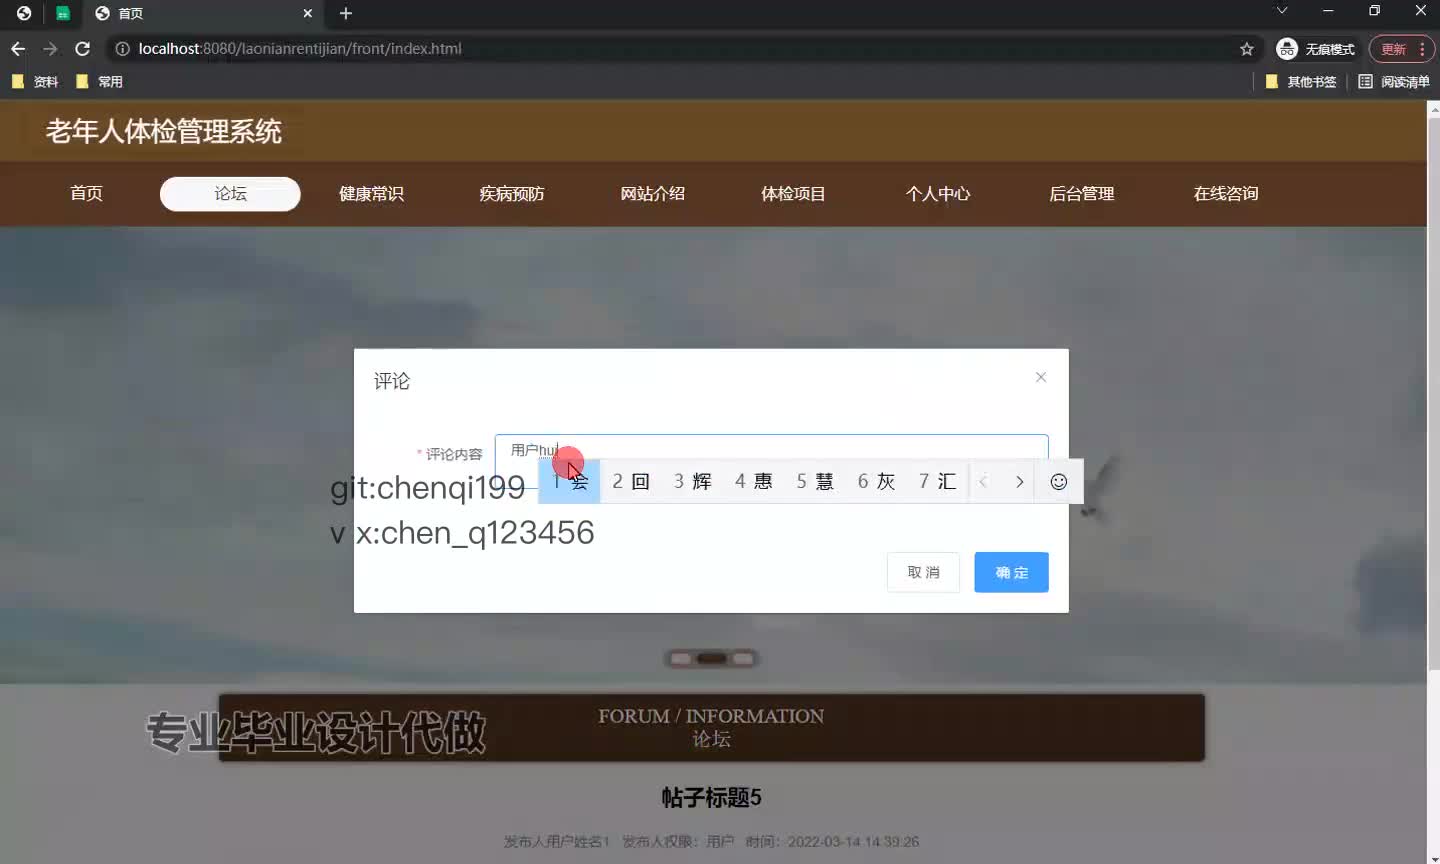 首页
localhost:8080/laonianrentijian/front/index.html
无痕模式
更新
资料
常用
其他书签
阅读清单
老年人体检管理系统
首页 论坛 健康常识 疾病预防 网站介绍 体检项目 个人中心 后台管理 在线咨询
评论
* 评论内容
用户hui
1 会 2 回 3 辉 4 惠 5 慧 6 灰 7 汇
git:chenqi199
v x:chen_q123456
取消 确定
专业毕业设计代做
FORUM / INFORMATION
论坛
帖子标题5
发布人用户姓名1 发布人权限：用户 时间：2022-03-14 14:39:26